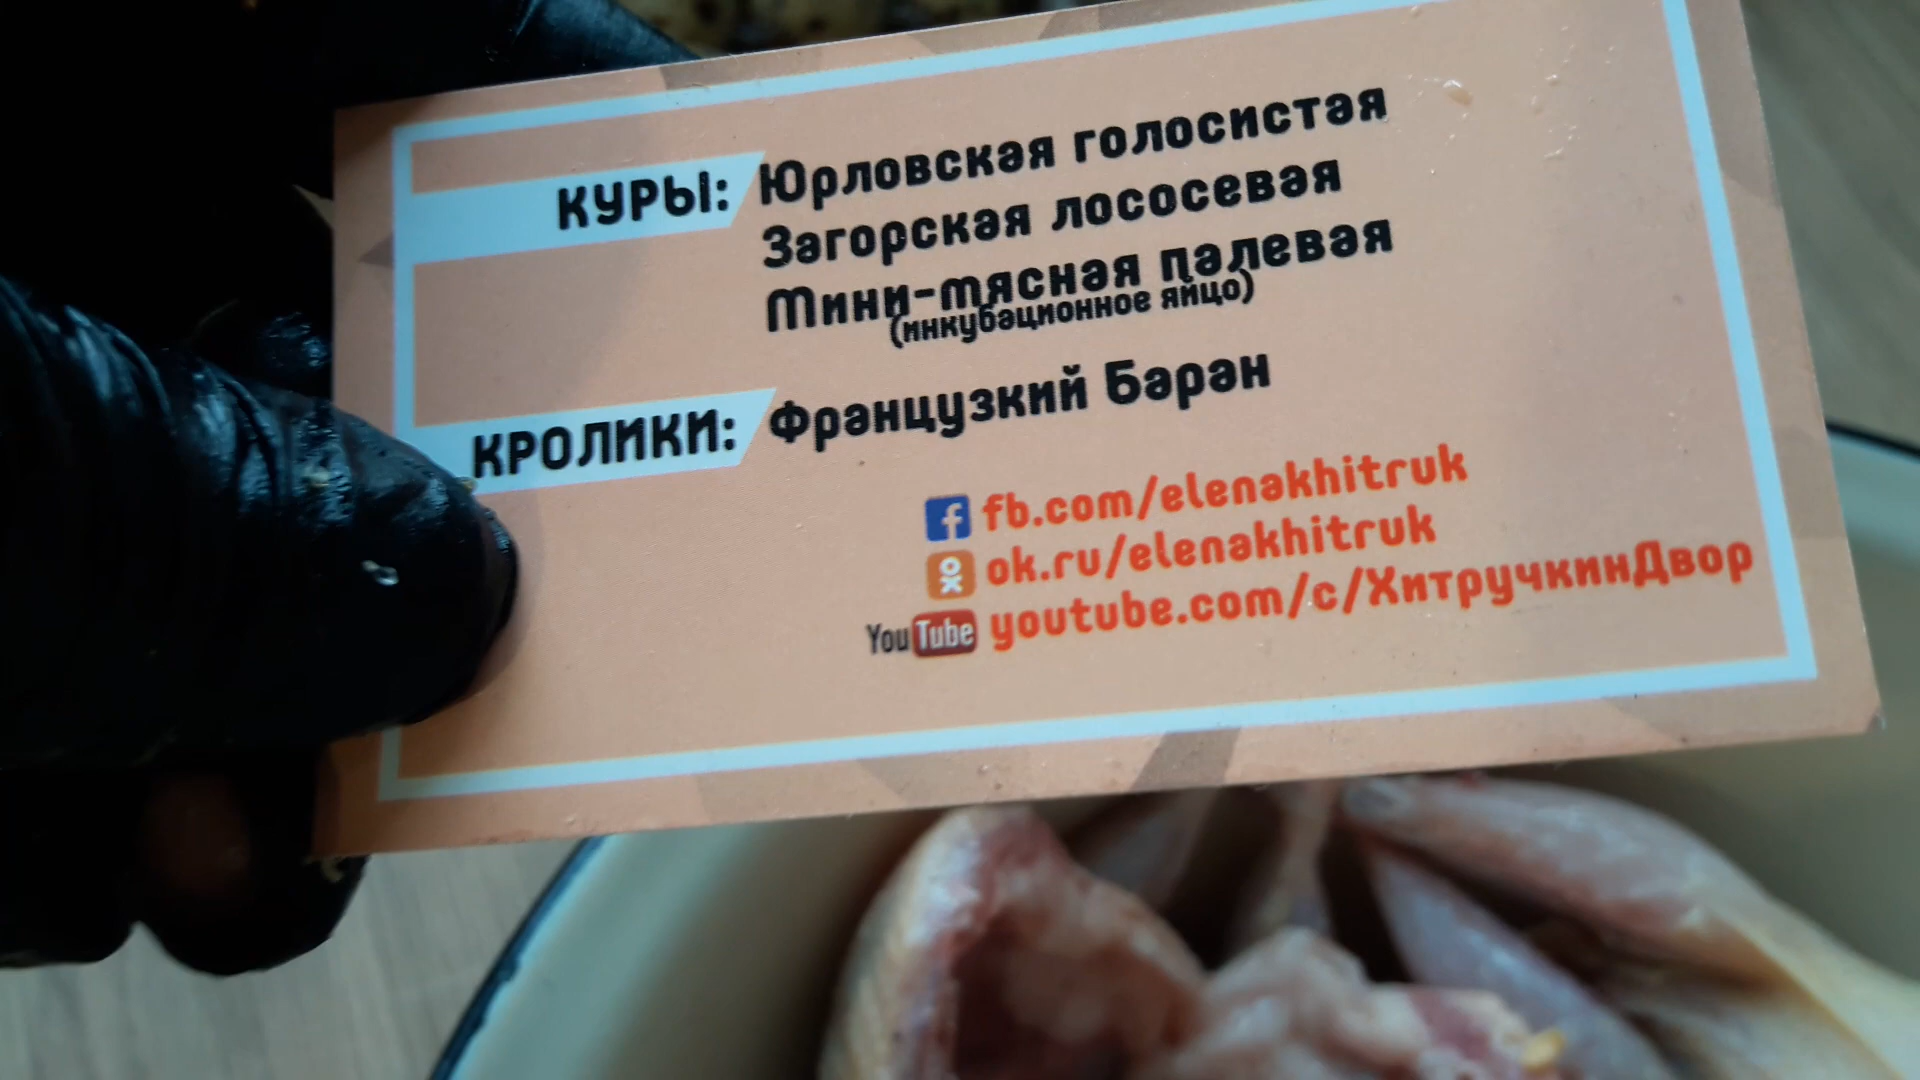 КУРЫ: Юрловская голосистая
Загорская лососевая
Мини-мясная палевая
(инкубационное яйцо)
КРОЛИКИ: Французкий Баран
f fb.com/elenakhitruk
ok.ru/elenakhitruk
YouTube youtube.com/c/ХитручкинДвор